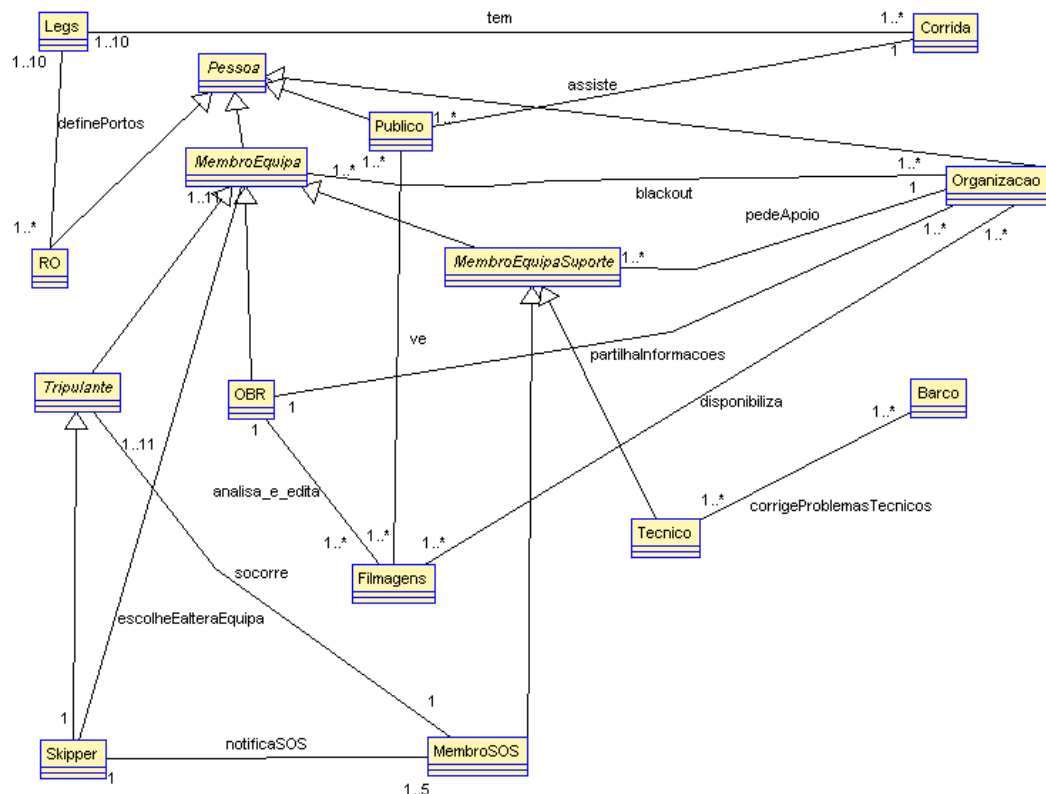 Legs
tem
1..*
Corrida
1..10
1..10
1
Pessoa
assiste
definePortos
Publico
1..*
1..*
MembroEquipa
1..*
1..*
Organizacao
blackout
1..11
1
pedeApoio
1..*
RO
MembroEquipaSuporte
1..*
1..*
1..*
ve
partilhaInformacoes
Tripulante
OBR
1
disponibiliza
Barco
1..*
1
1..11
analisa_e_edita
1..*
corrigeProblemasTecnicos
Tecnico
1..*
1..*
1..*
Filmagens
socorre
escolheEalteraEquipa
1
1
notificaSOS
Skipper
MembroSOS
1
1..5